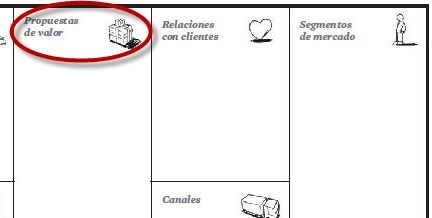 Propuestas
de valor
Relaciones
con clientes
Segmentos
de mercado
Canales